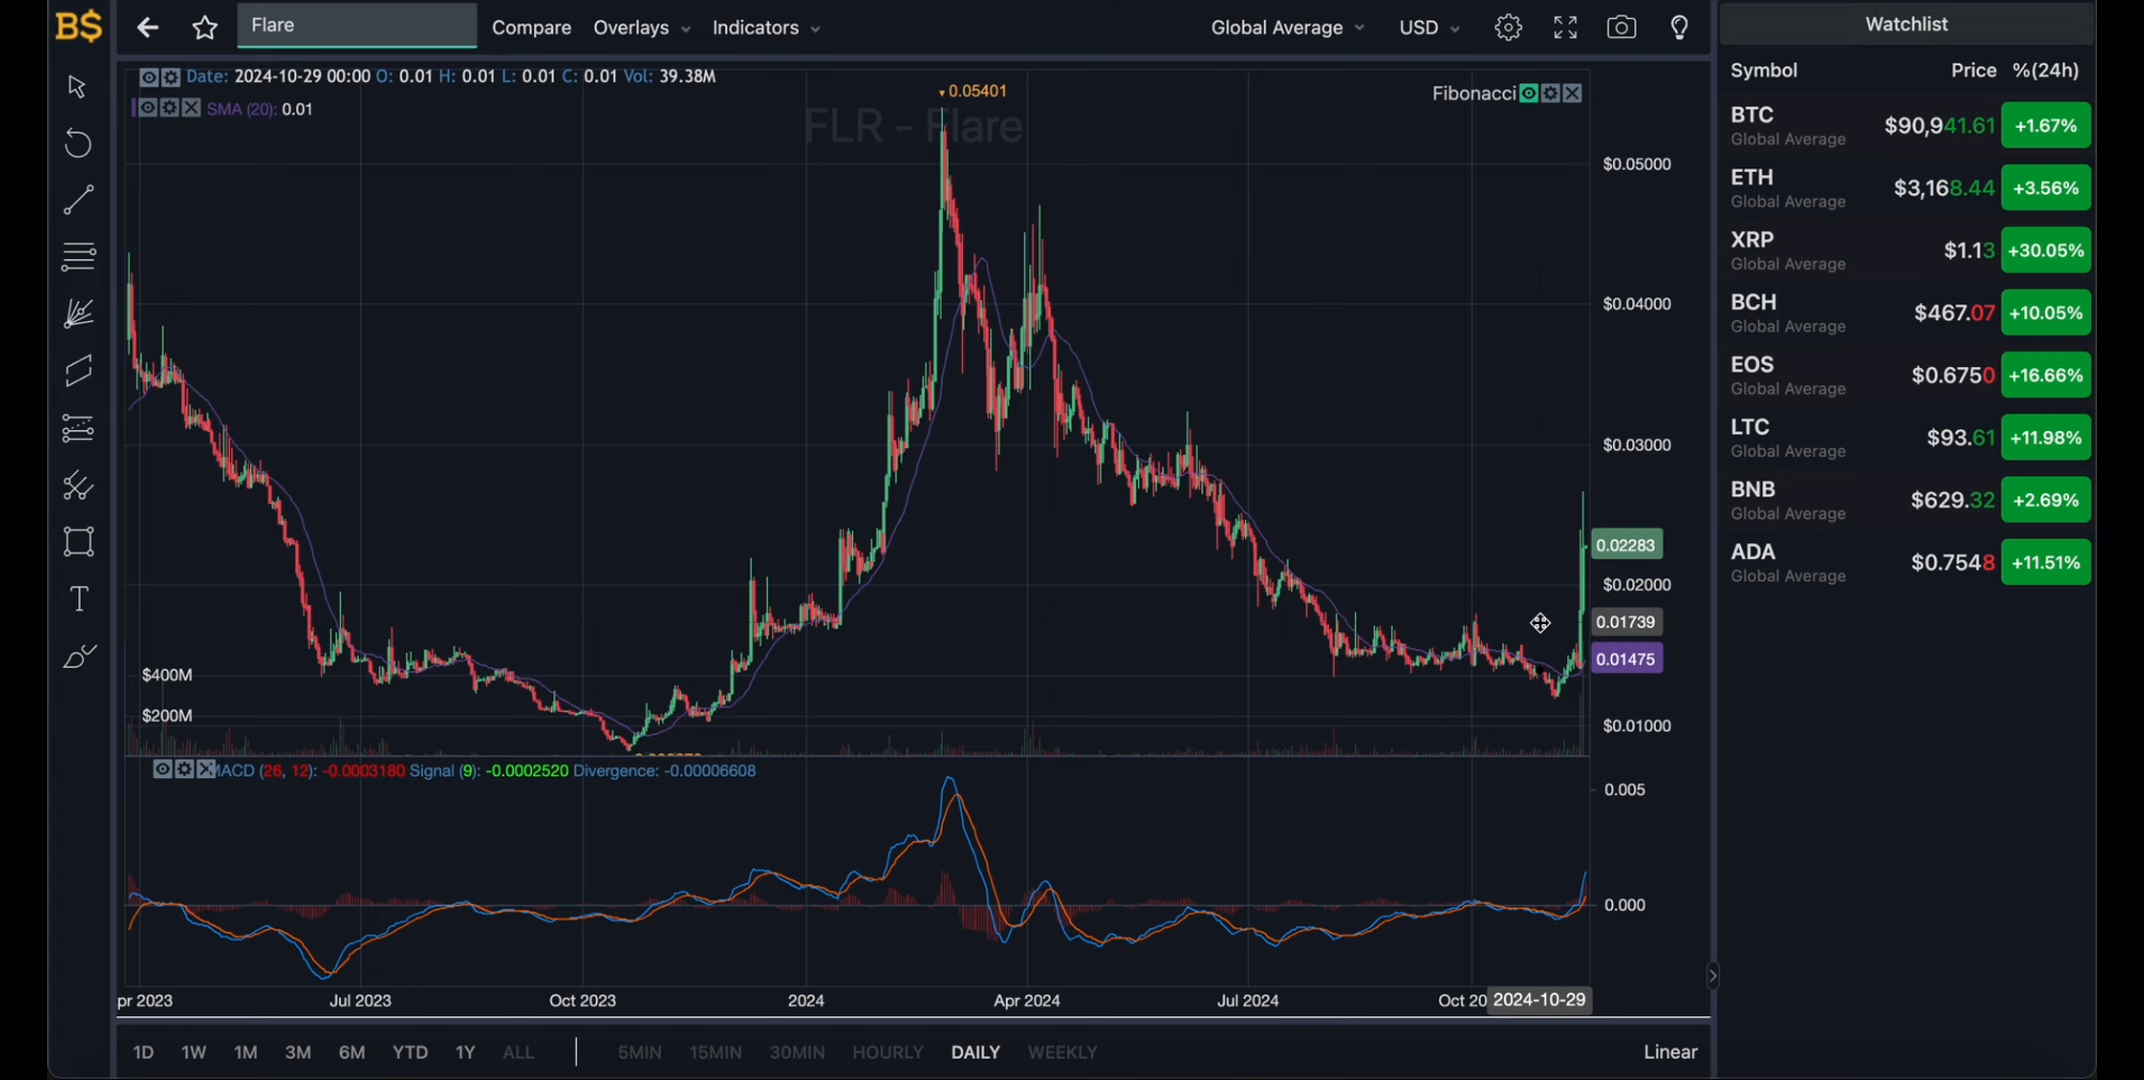 B$
Flare
Compare
Overlays
Indicators
Global Average
USD
Watchlist
Date: 2024-10-29 00:00 O: 0.01 H: 0.01 L: 0.01 C: 0.01 Vol: 39.38M
SMA (20): 0.01
0.05401
FLR - Flare
Fibonacci
$0.05000
$0.04000
$0.03000
0.02283
$0.02000
0.01739
0.01475
$0.01000
$400M
$200M
MACD (26, 12): -0.0003180 Signal (9): -0.0002520 Divergence: -0.00006608
0.005
0.000
pr 2023
Jul 2023
Oct 2023
2024
Apr 2024
Jul 2024
Oct 20
2024-10-29
1D 1W 1M 3M 6M YTD 1Y ALL
5MIN 15MIN 30MIN HOURLY DAILY WEEKLY
Linear
Symbol Price %(24h)
BTC $90,941.61 +1.67%
Global Average
ETH $3,168.44 +3.56%
Global Average
XRP $1.13 +30.05%
Global Average
BCH $467.07 +10.05%
Global Average
EOS $0.6750 +16.66%
Global Average
LTC $93.61 +11.98%
Global Average
BNB $629.32 +2.69%
Global Average
ADA $0.7548 +11.51%
Global Average